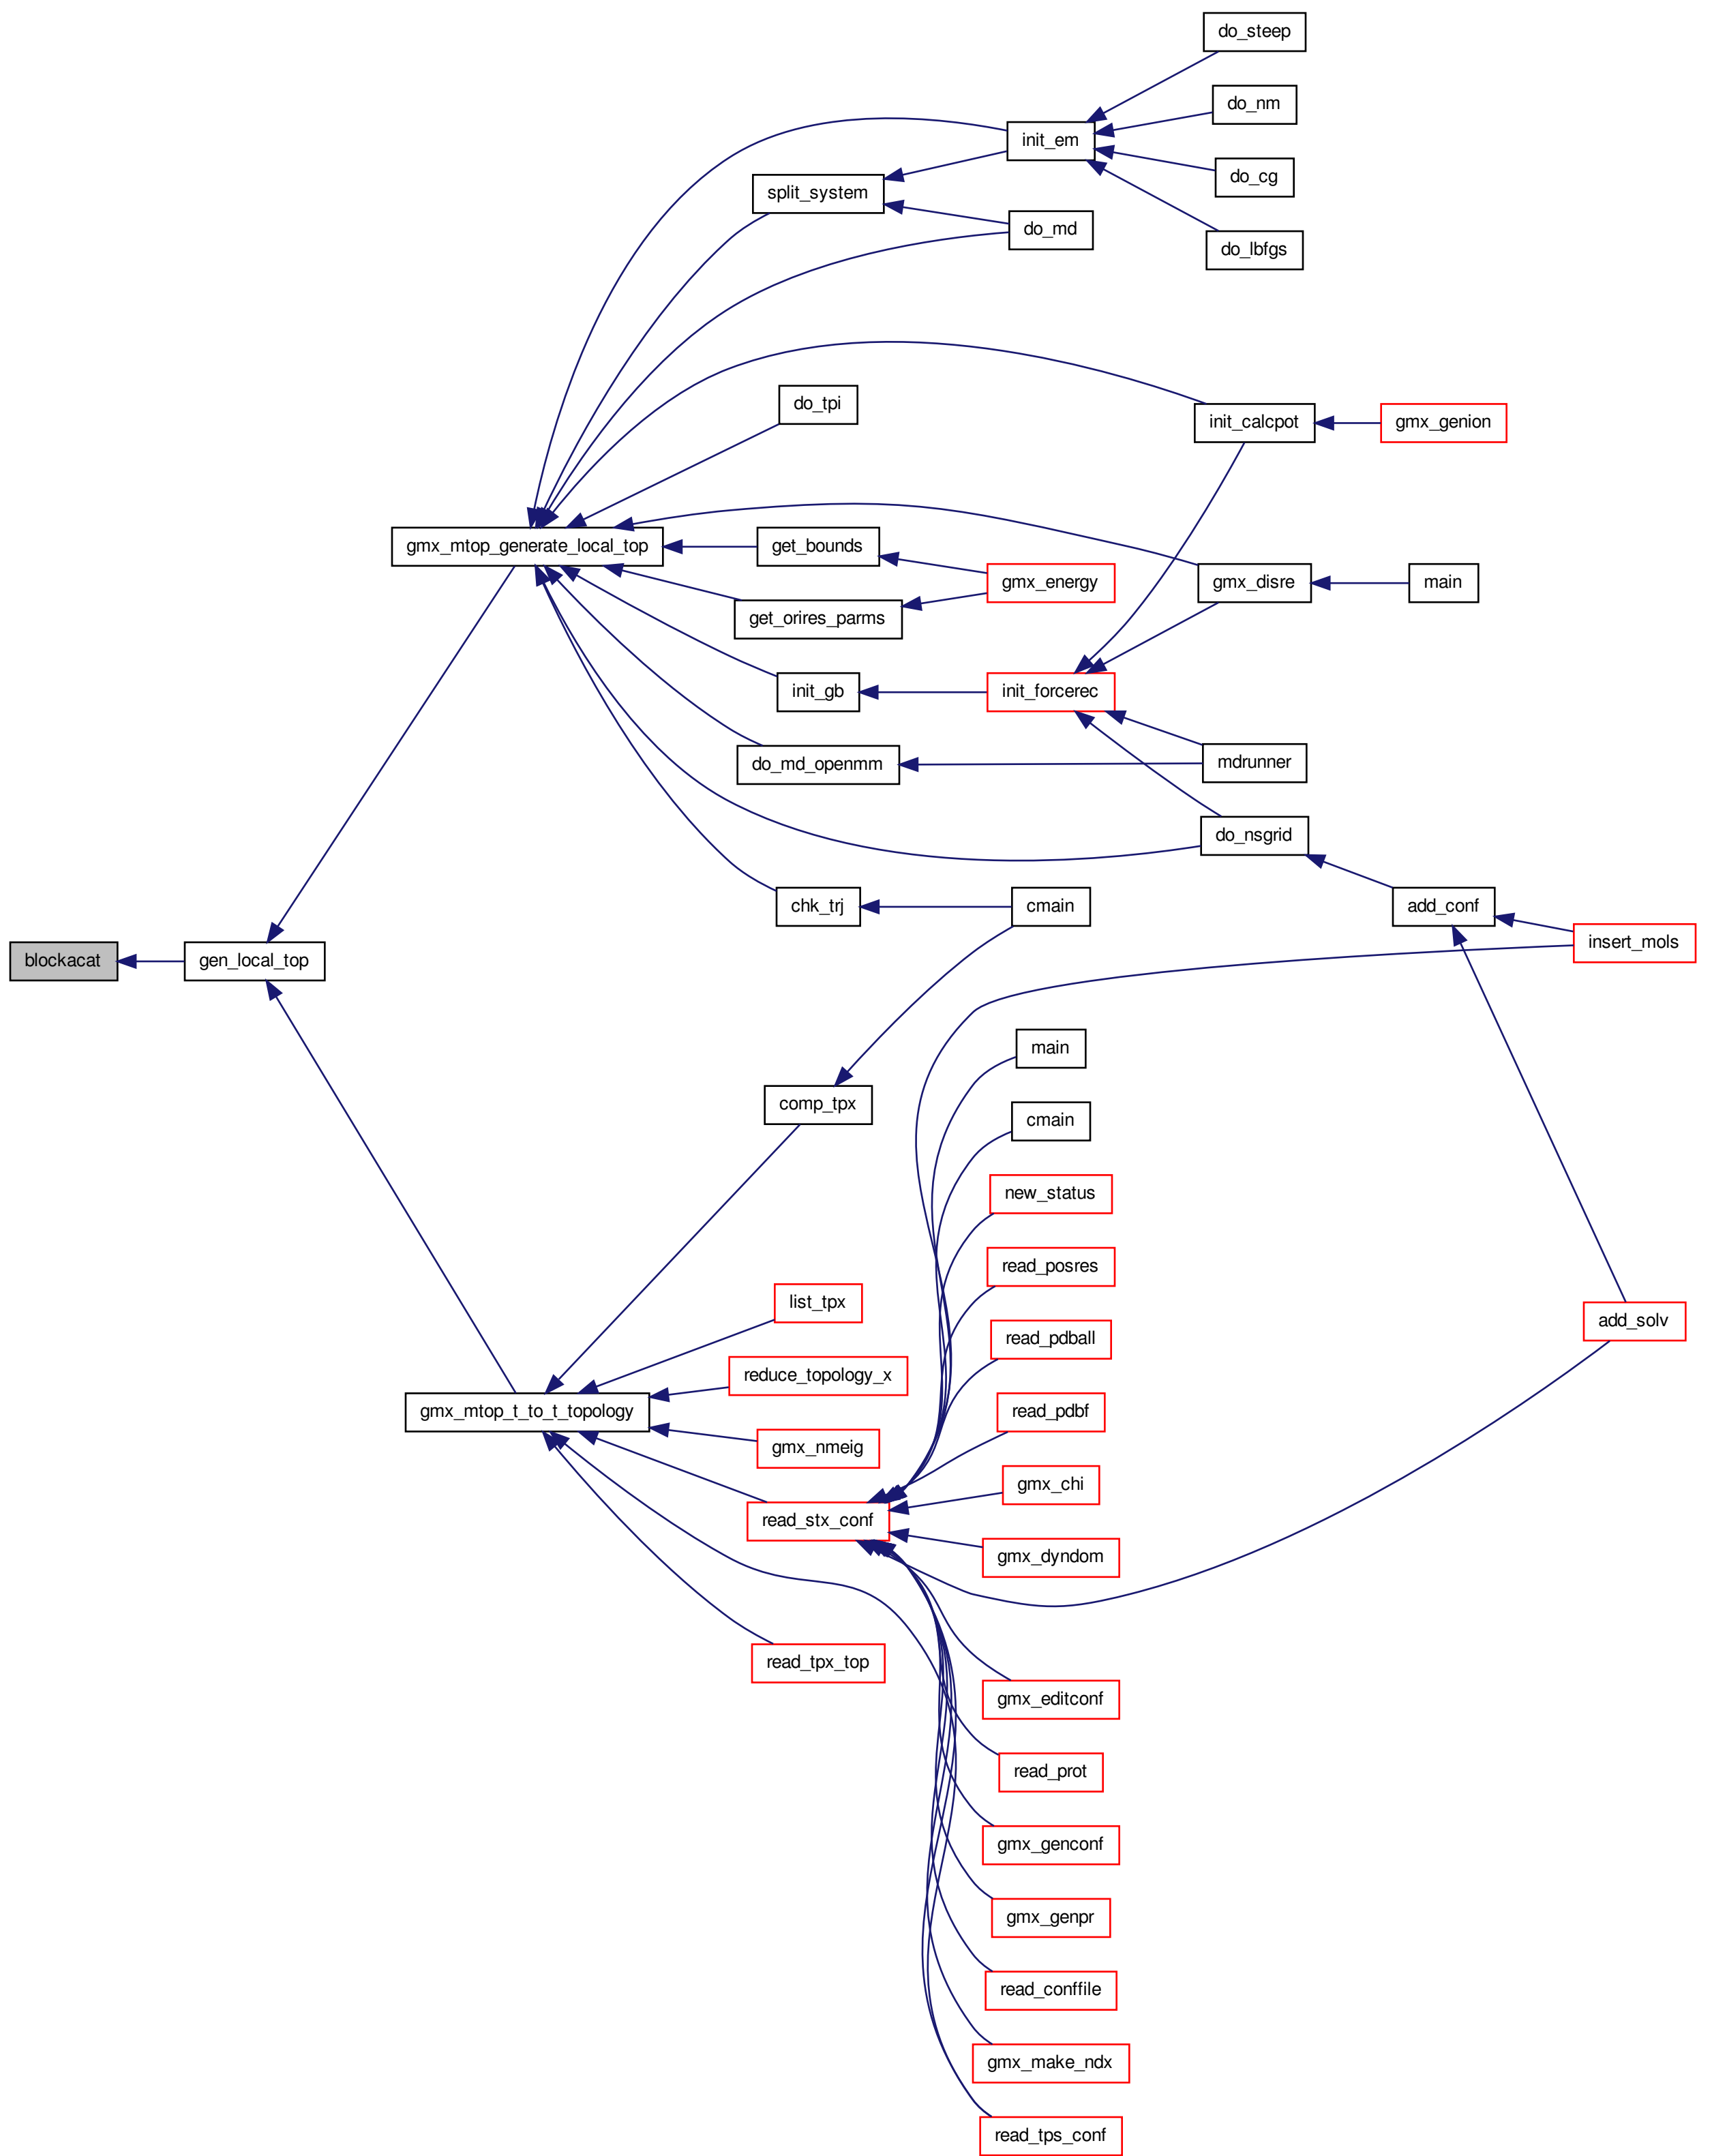 do_steep
do_nm
init_em
do_cg
split_system
do_md
do_lbfgs
do_tpi
init_calcpot
gmx_genion
gmx_mtop_generate_local_top
get_bounds
gmx_energy
gmx_disre
main
get_orires_parms
init_gb
init_forcerec
do_md_openmm
mdrunner
do_nsgrid
chk_trj
cmain
add_conf
insert_mols
blockacat
gen_local_top
main
comp_tpx
cmain
new_status
read_posres
list_tpx
add_solv
read_pdball
reduce_topology_x
gmx_mtop_t_to_t_topology
read_pdbf
gmx_nmeig
gmx_chi
read_stx_conf
gmx_dyndom
read_tpx_top
gmx_editconf
read_prot
gmx_genconf
gmx_genpr
read_conffile
gmx_make_ndx
read_tps_conf